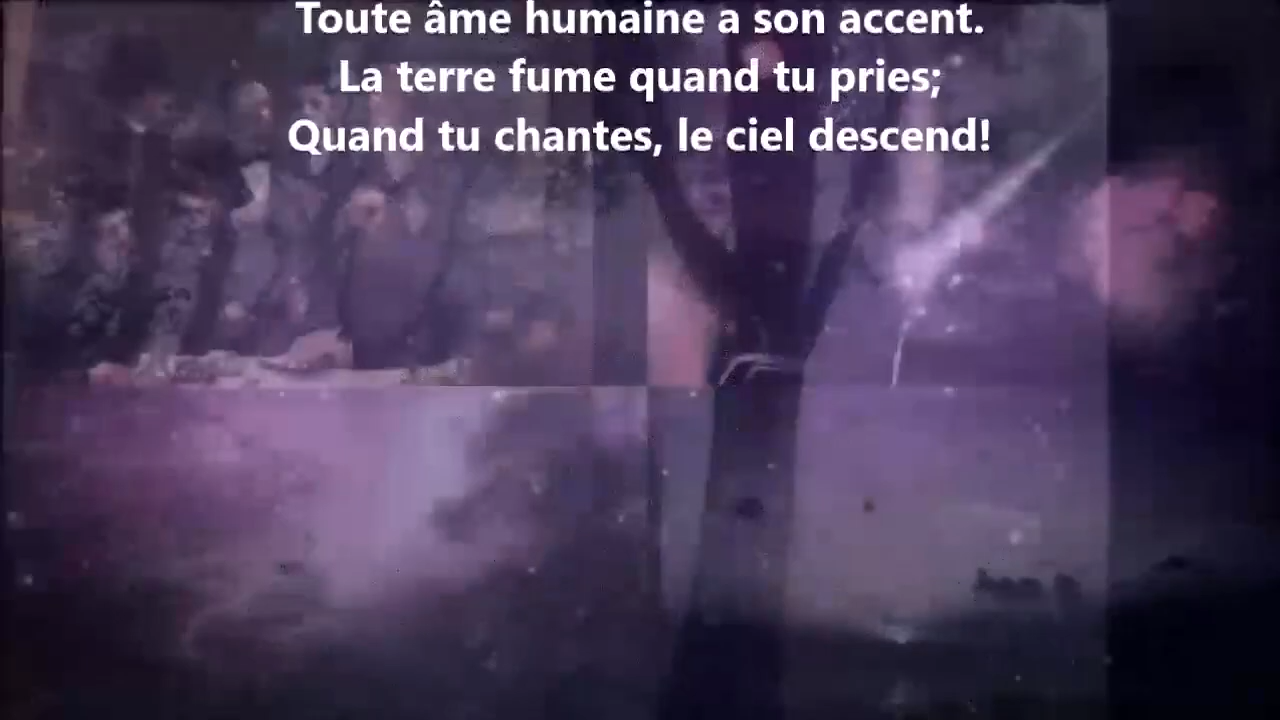 Toute âme humaine a son accent.
La terre fume quand tu pries;
Quand tu chantes, le ciel descend!